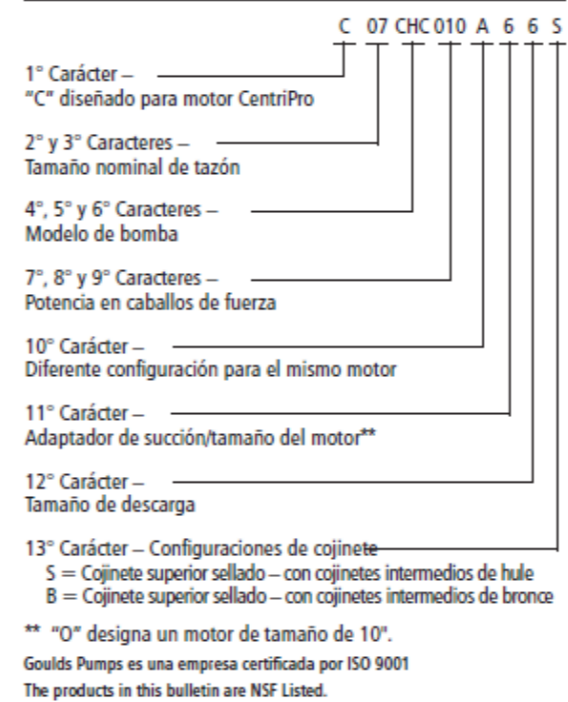 C 07 CHC 010 A 6 6 S
1° Carácter –
“C” diseñado para motor CentriPro
2° y 3° Caracteres –
Tamaño nominal de tazón
4°, 5° y 6° Caracteres –
Modelo de bomba
7°, 8° y 9° Caracteres –
Potencia en caballos de fuerza
10° Carácter –
Diferente configuración para el mismo motor
11° Carácter –
Adaptador de succión/tamaño del motor**
12° Carácter –
Tamaño de descarga
13° Carácter – Configuraciones de cojinete
S = Cojinete superior sellado – con cojinetes intermedios de hule
B = Cojinete superior sellado – con cojinetes intermedios de bronce
** “O” designa un motor de tamaño de 10".
Goulds Pumps es una empresa certificada por ISO 9001
The products in this bulletin are NSF Listed.